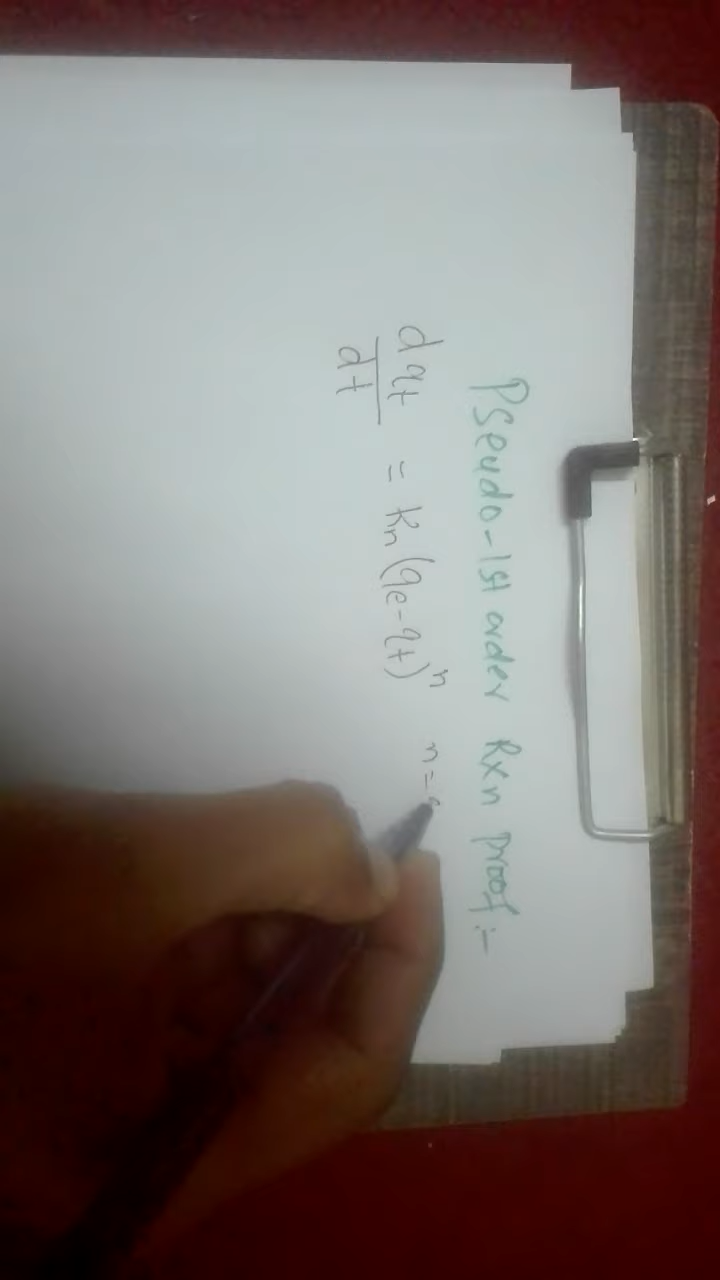 Pseudo-1st order Rxn proof:-
dqt/dt = Kn(qe-qt)^n n=